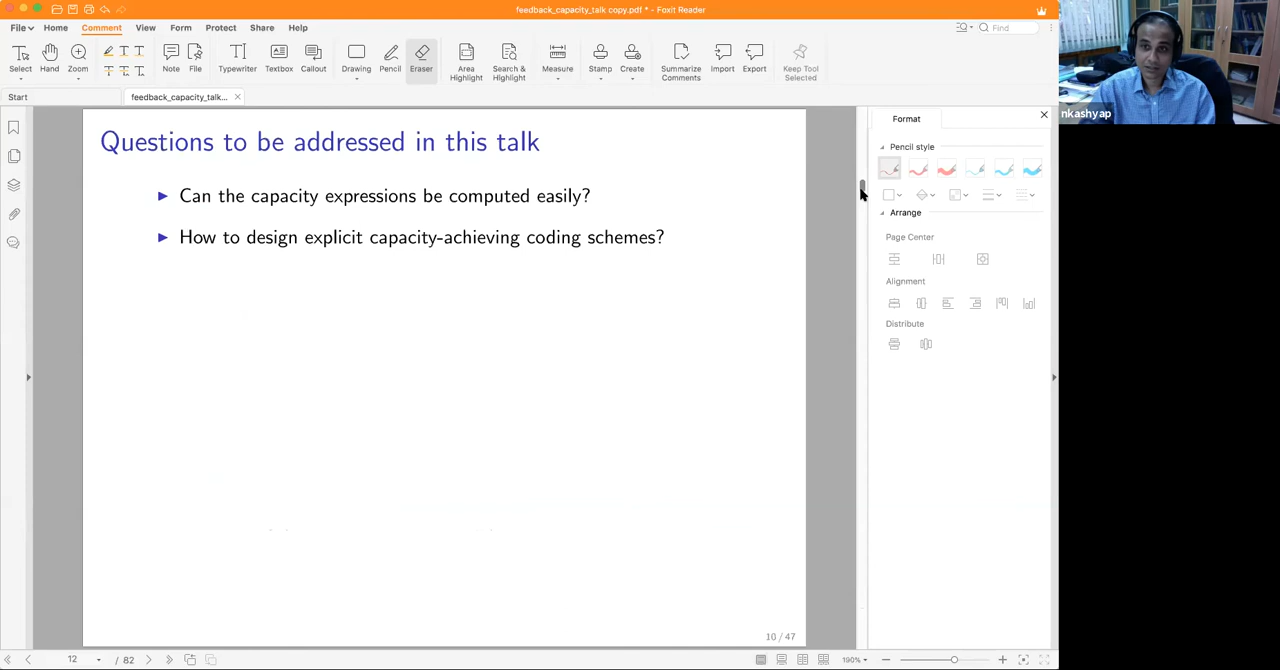 feedback_capacity_talk copy.pdf * - Foxit Reader
File Home Comment View Form Protect Share Help
Find
Select Hand Zoom Note File Typewriter Textbox Callout Drawing Pencil Eraser Area Highlight Search & Highlight Measure Stamp Create Summarize Comments Import Export Keep Tool Selected
Start feedback_capacity_talk...
nkashyap
Format
Pencil style
Arrange
Page Center
Alignment
Distribute
Questions to be addressed in this talk
Can the capacity expressions be computed easily?
How to design explicit capacity-achieving coding schemes?
10 / 47
12 / 82
190%